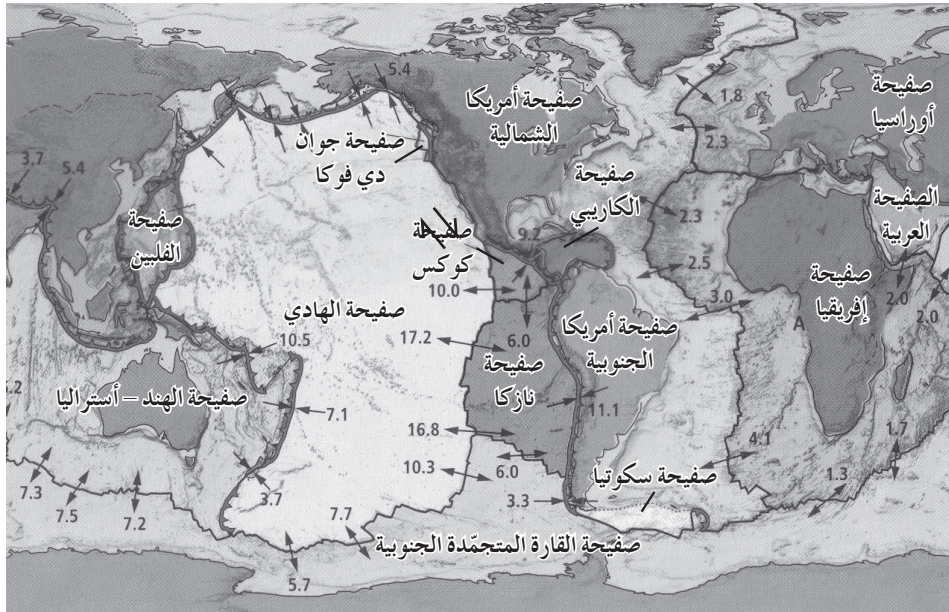 5.4
صفيحة أمريكا
الشمالية
1.8
صفيحة
أوراسيا
2.3
صفيحة جوان
دي فوكا
3.7
5.4
صفيحة
الكاريبي
الصفيحة
العربية
صفيحة
الفلبين
2.3
9.2
صفيحة
كوكس
2.5
صفيحة
إفريقيا
10.0
3.0
2.0
2.0
A
صفيحة الهادي
10.5
17.2
6.0
صفيحة أمريكا
الجنوبية
صفيحة
نازكا
صفيحة الهند – أستراليا
7.1
11.1
16.8
4.1
1.7
10.3
6.0
صفيحة سكوتيا
1.3
7.3
7.5
7.2
3.7
7.7
3.3
صفيحة القارة المتجمّدة الجنوبية
5.7